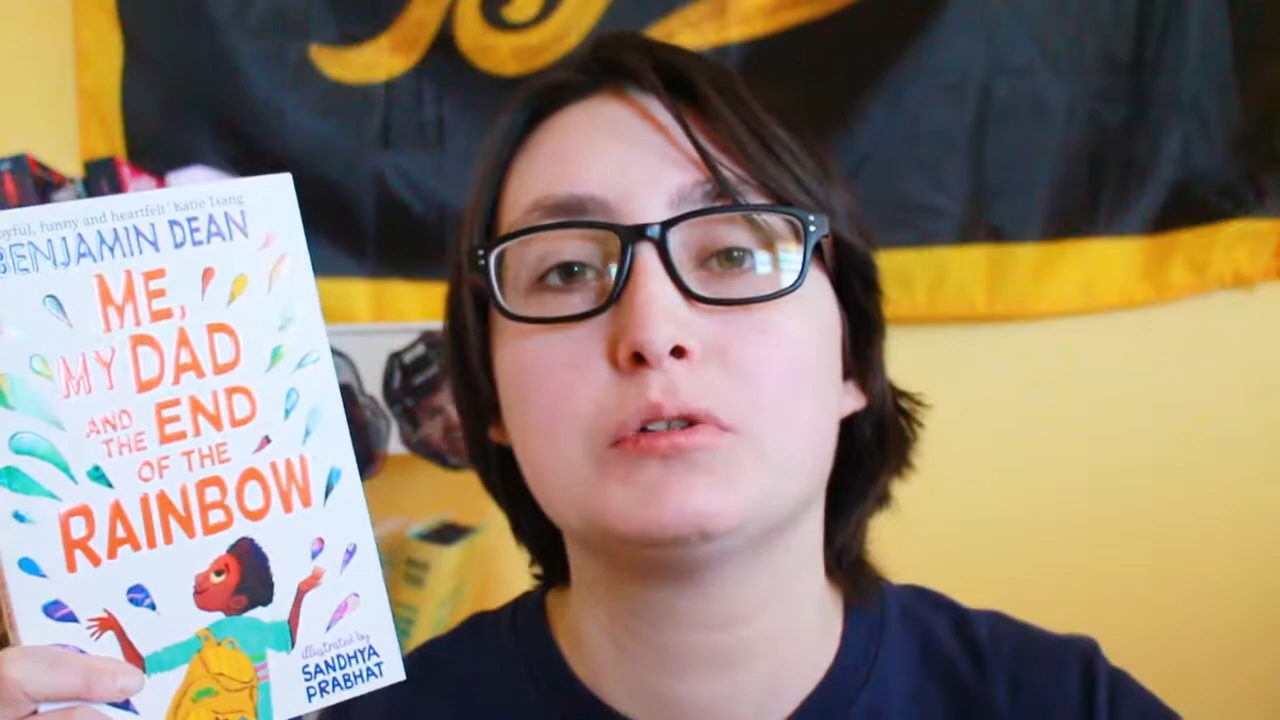 oyful, funny and heartfelt' Katie Tsang
BENJAMIN DEAN
ME,
MY DAD
AND THE END
OF THE
RAINBOW
illustrated by
SANDHYA
PRABHAT